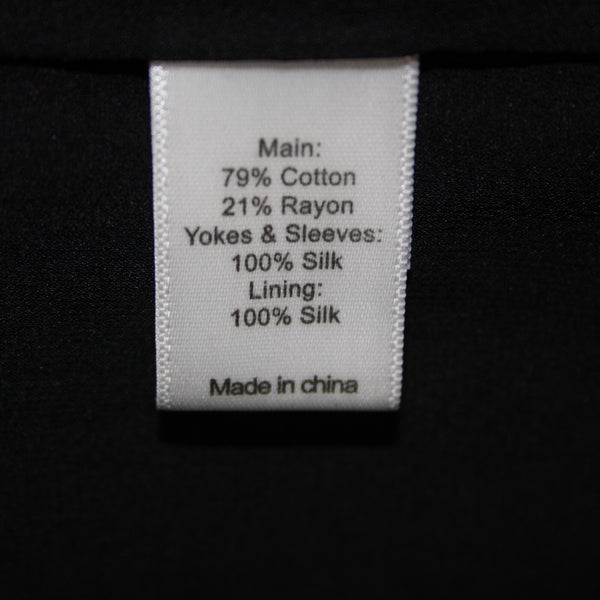 Main:
79% Cotton
21% Rayon
Yokes & Sleeves:
100% Silk
Lining:
100% Silk
Made in china